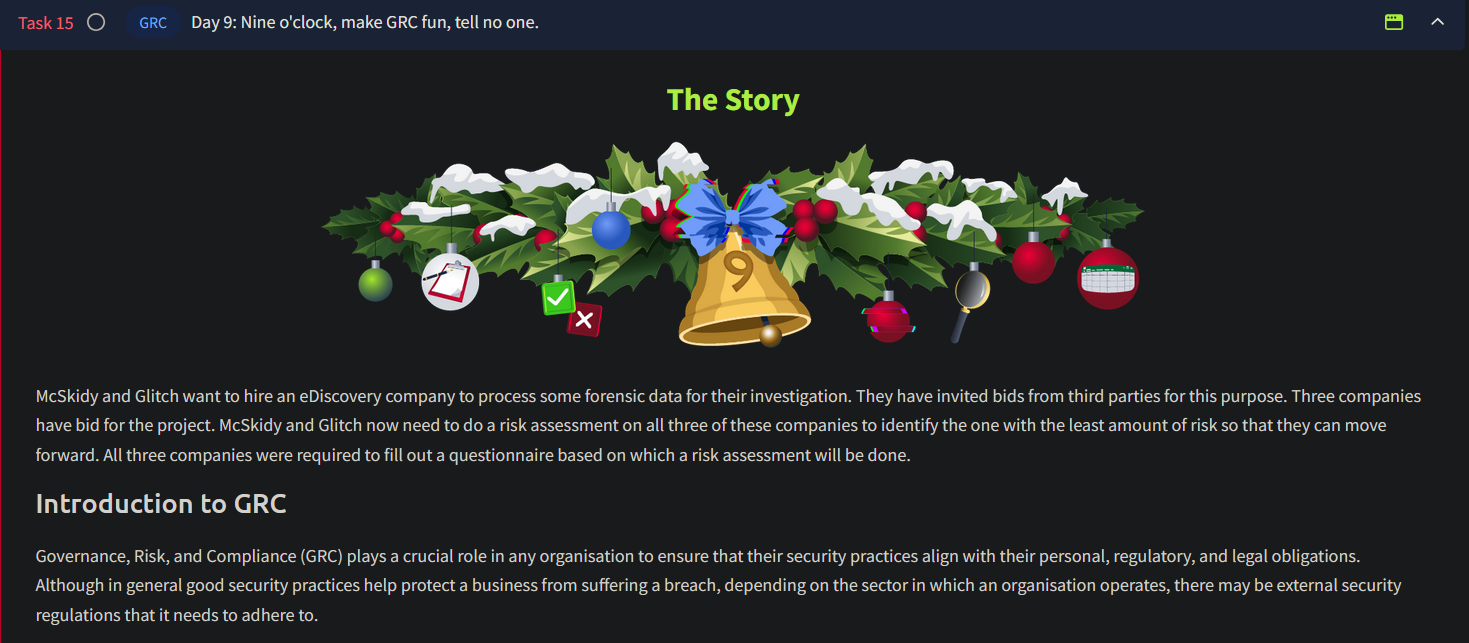 Task 15 GRC Day 9: Nine o'clock, make GRC fun, tell no one.
The Story
9
McSkidy and Glitch want to hire an eDiscovery company to process some forensic data for their investigation. They have invited bids from third parties for this purpose. Three companies
have bid for the project. McSkidy and Glitch now need to do a risk assessment on all three of these companies to identify the one with the least amount of risk so that they can move
forward. All three companies were required to fill out a questionnaire based on which a risk assessment will be done.
Introduction to GRC
Governance, Risk, and Compliance (GRC) plays a crucial role in any organisation to ensure that their security practices align with their personal, regulatory, and legal obligations.
Although in general good security practices help protect a business from suffering a breach, depending on the sector in which an organisation operates, there may be external security
regulations that it needs to adhere to.